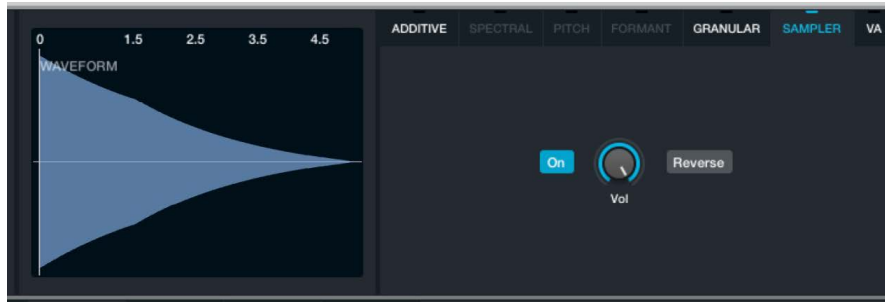 0 1.5 2.5 3.5 4.5
WAVEFORM
ADDITIVE SPECTRAL PITCH FORMANT GRANULAR SAMPLER VA
On
Vol
Reverse